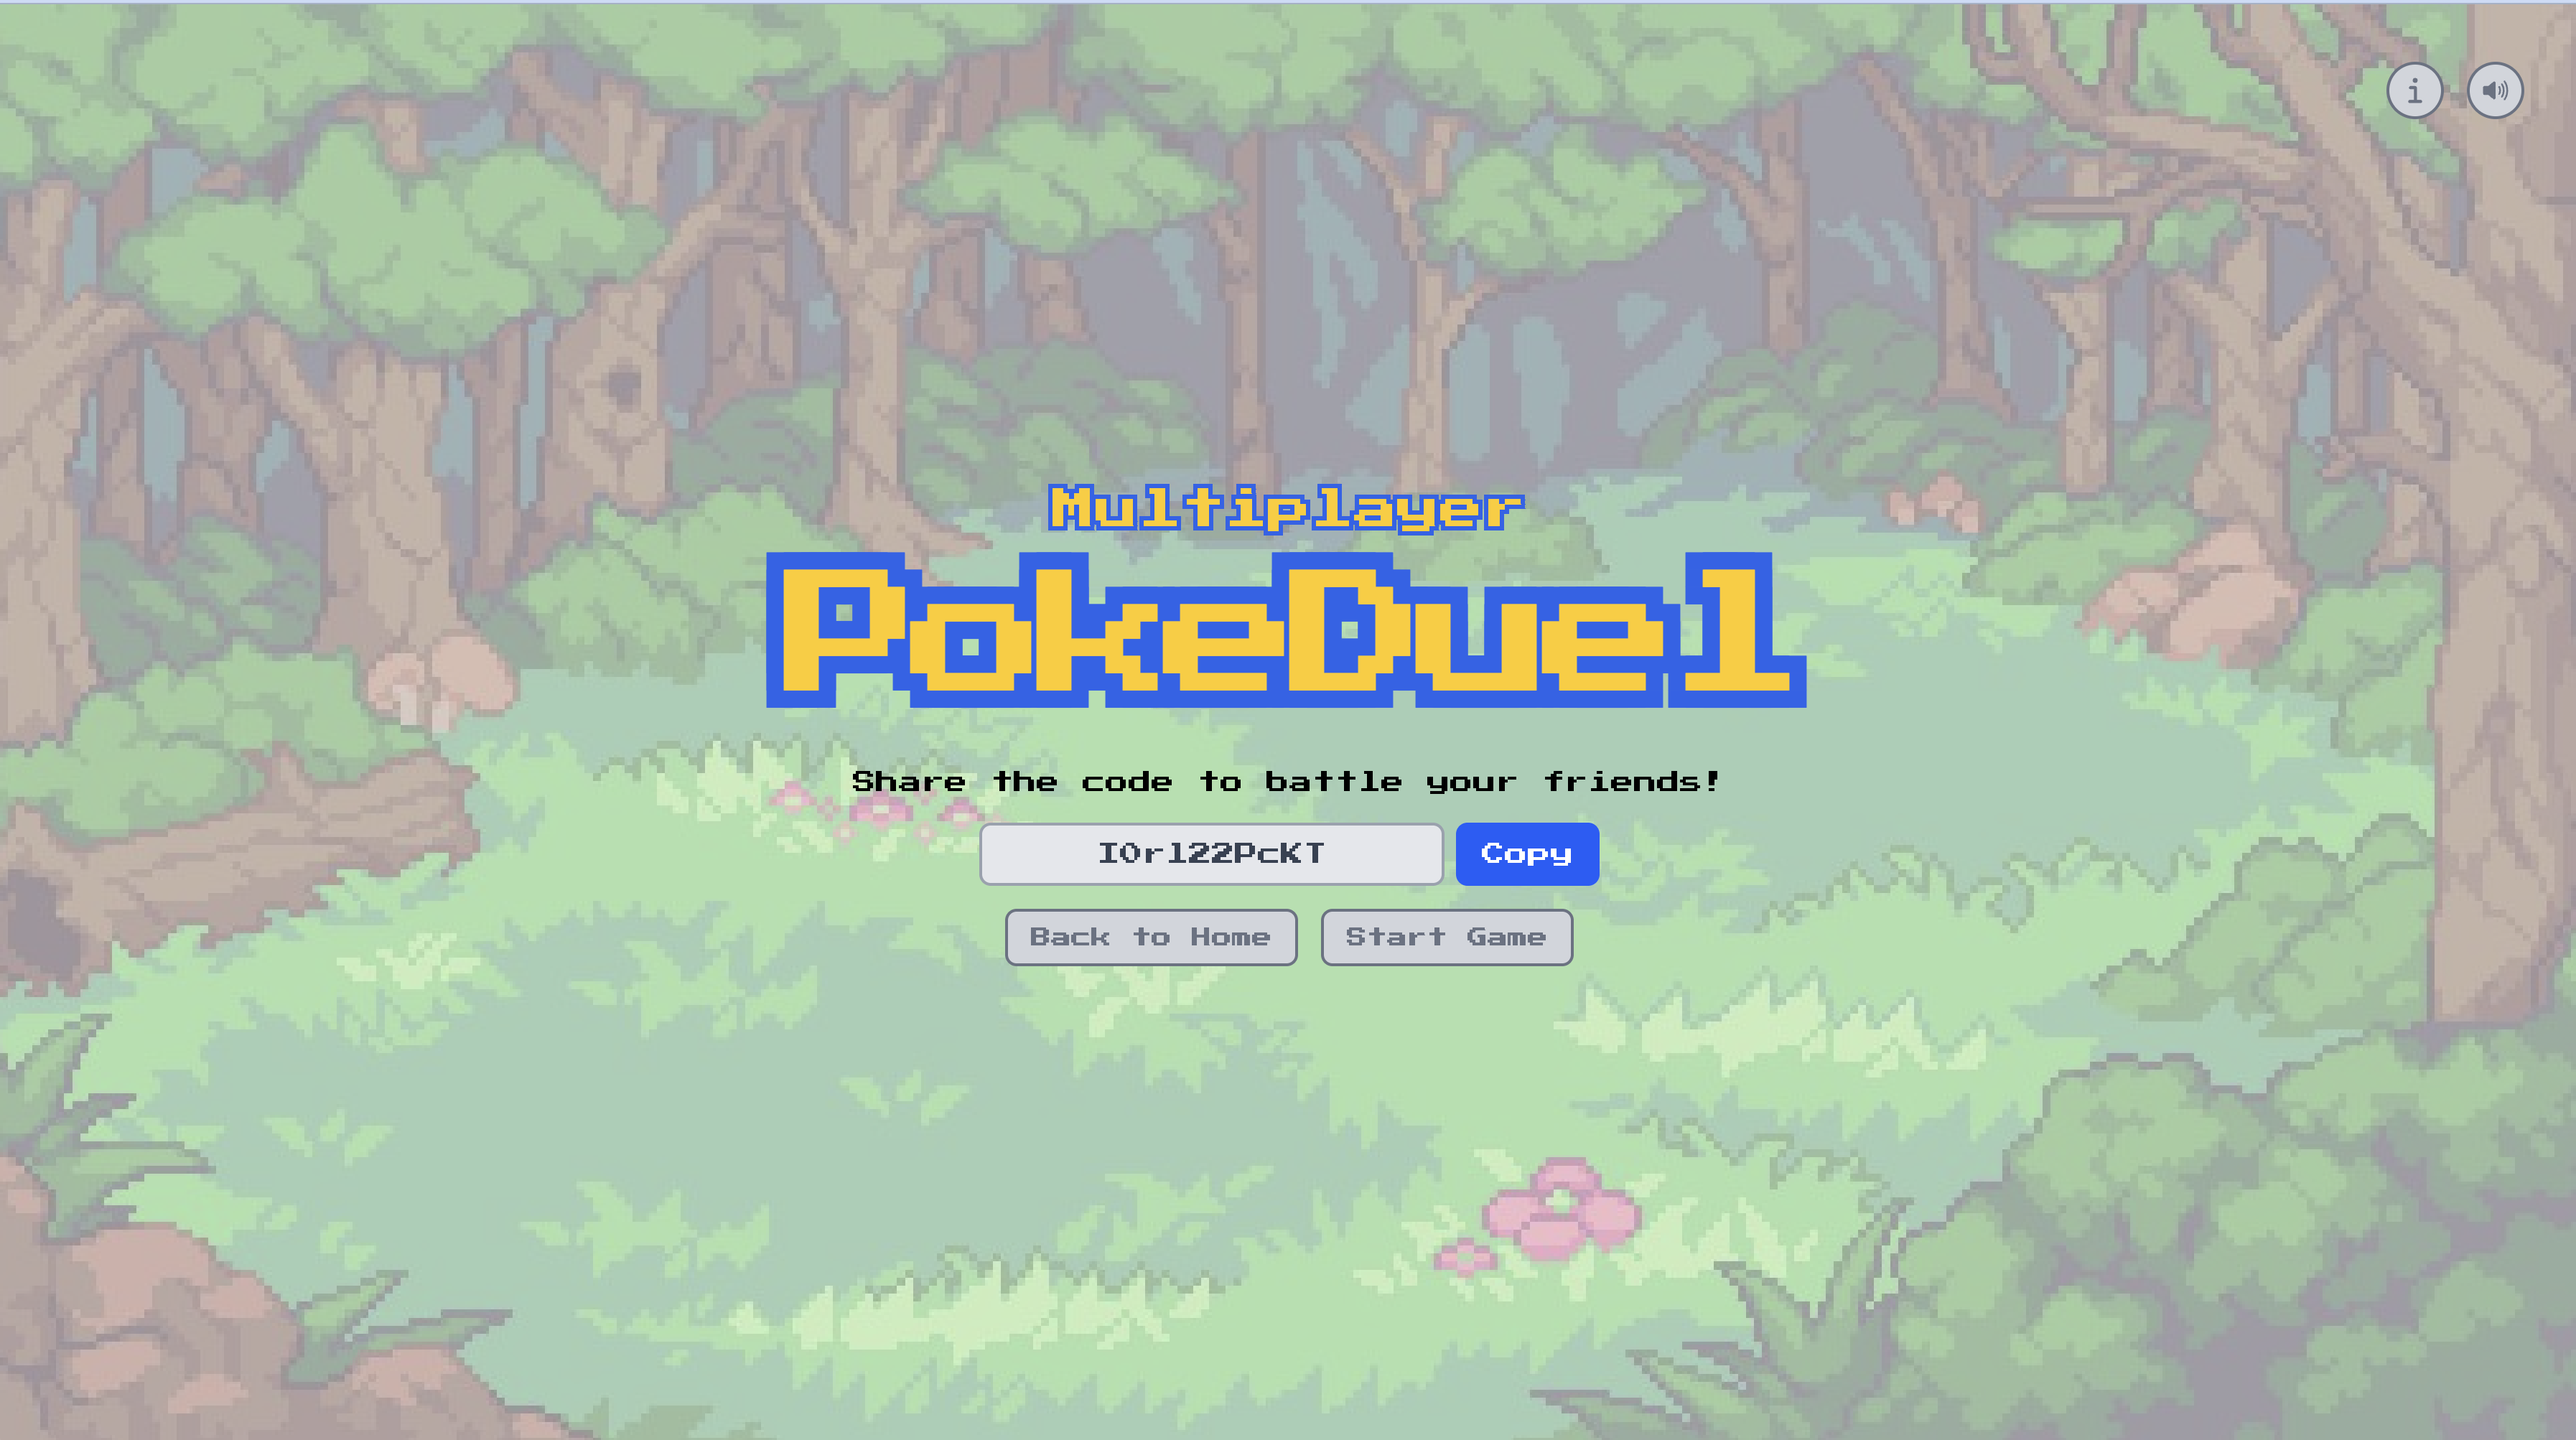 i
Multiplayer
PokeDuel
Share the code to battle your friends!
I0rl22PcKT
Copy
Back to Home
Start Game